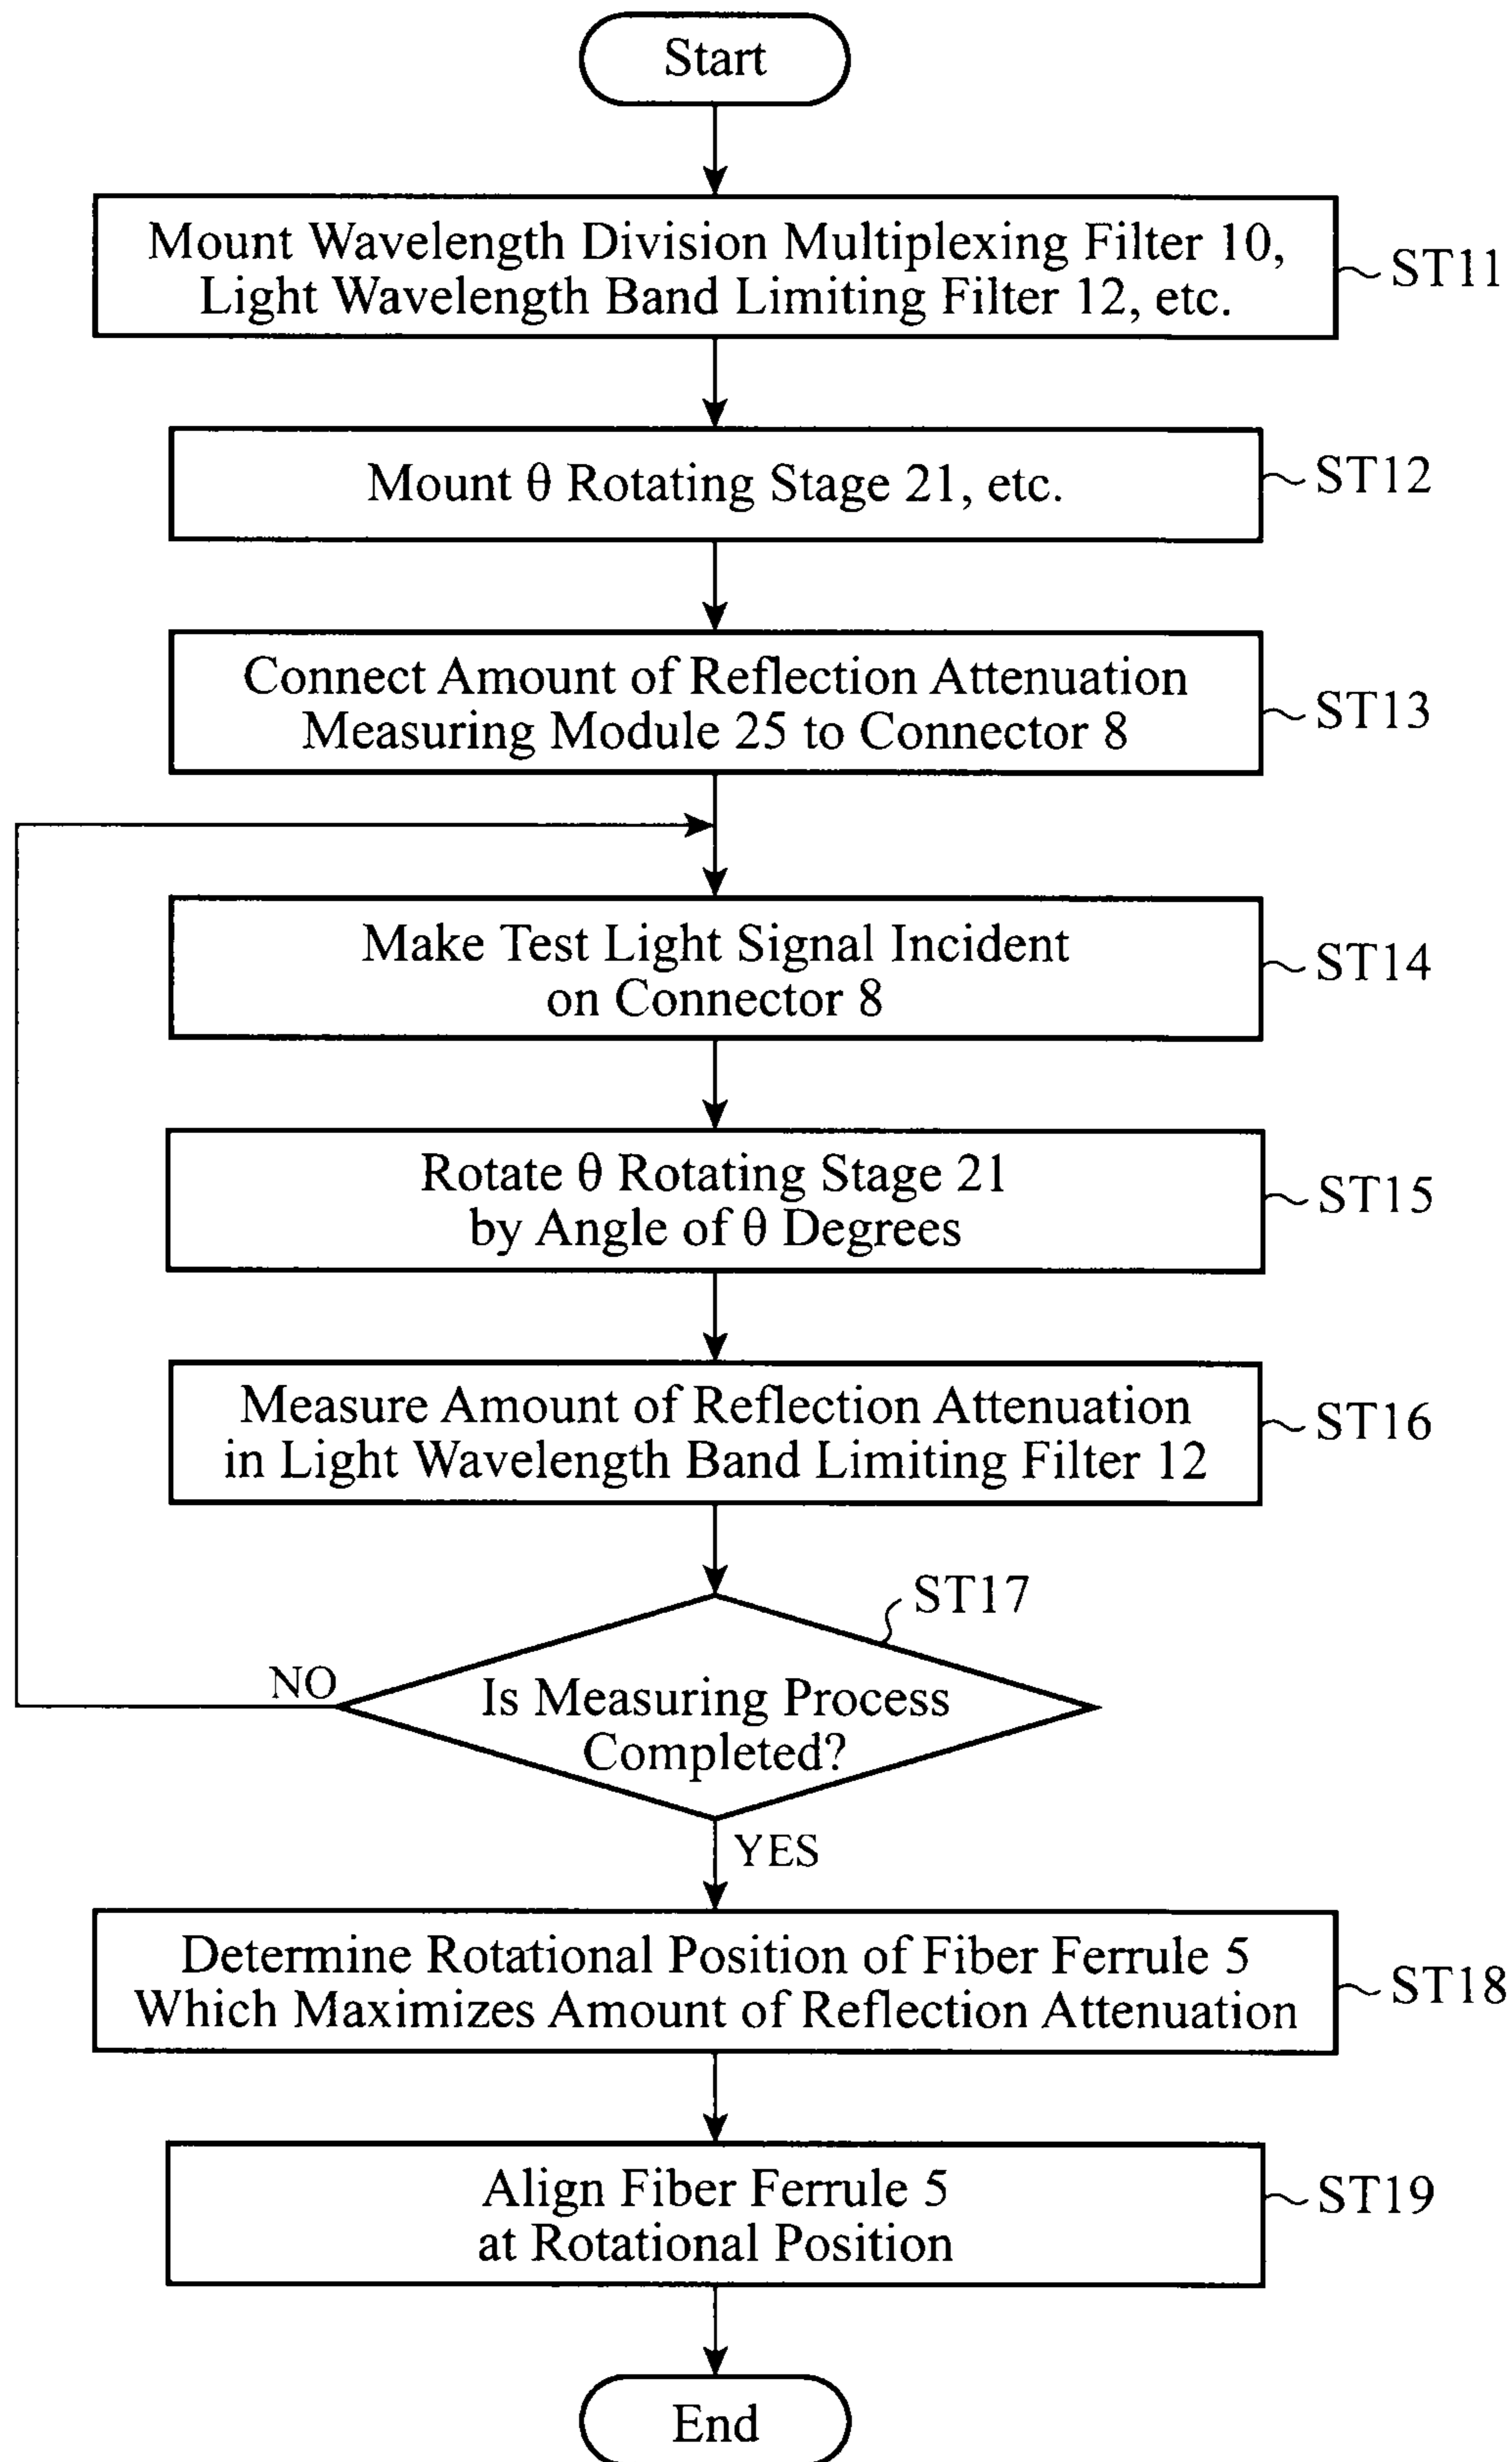 Start
Mount Wavelength Division Multiplexing Filter 10,
Light Wavelength Band Limiting Filter 12, etc.
ST11
Mount θ Rotating Stage 21, etc.
ST12
Connect Amount of Reflection Attenuation
Measuring Module 25 to Connector 8
ST13
Make Test Light Signal Incident
on Connector 8
ST14
Rotate θ Rotating Stage 21
by Angle of θ Degrees
ST15
Measure Amount of Reflection Attenuation
in Light Wavelength Band Limiting Filter 12
ST16
ST17
NO
Is Measuring Process
Completed?
YES
Determine Rotational Position of Fiber Ferrule 5
Which Maximizes Amount of Reflection Attenuation
ST18
Align Fiber Ferrule 5
at Rotational Position
ST19
End